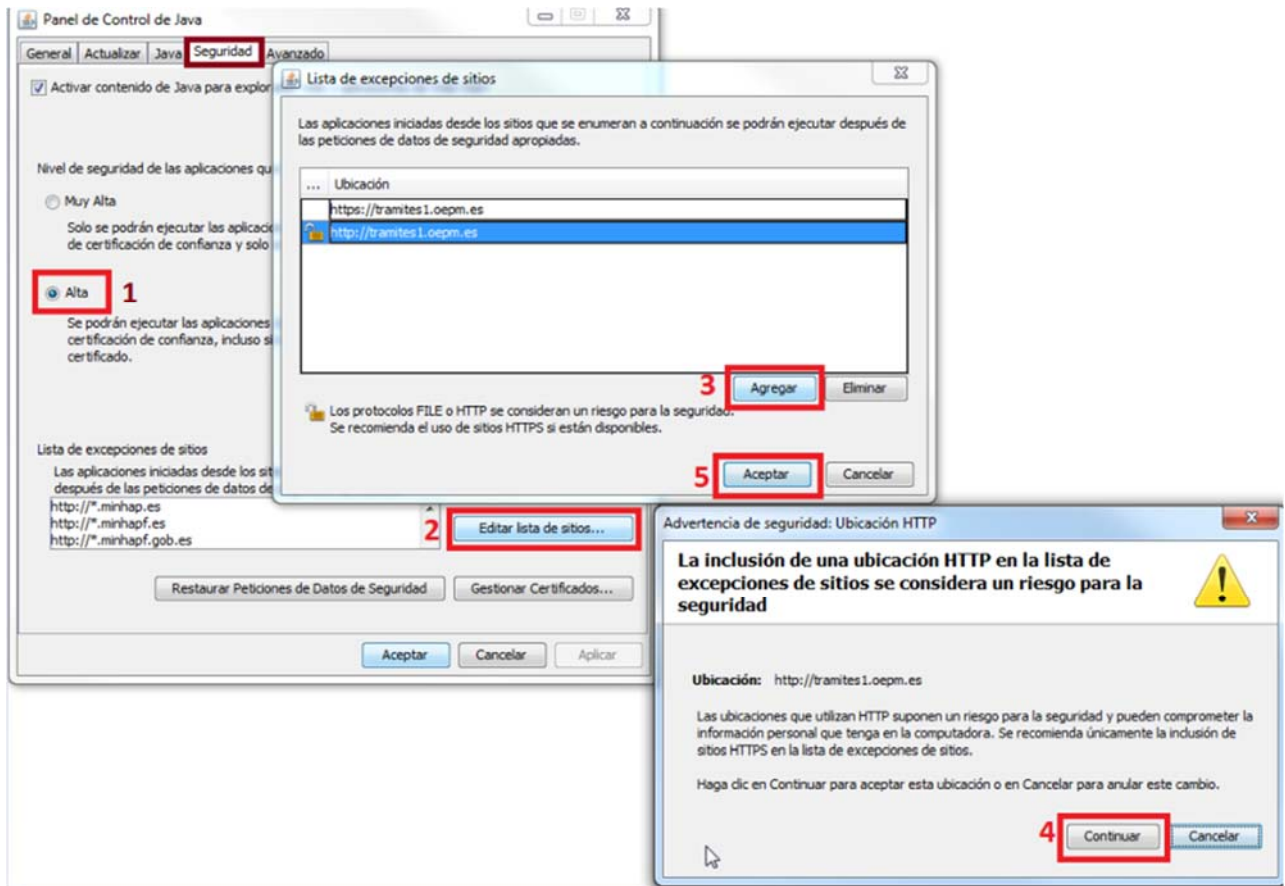 Panel de Control de Java
General Actualizar Java Seguridad Avanzado
Activar contenido de Java para explor
Nivel de seguridad de las aplicaciones qu
Muy Alta
Solo se podrán ejecutar las aplicacio
de certificación de confianza y solo
Alta 1
Se podrán ejecutar las aplicaciones
certificación de confianza, incluso si
certificado.
Lista de excepciones de sitios
Las aplicaciones iniciadas desde los sit
después de las peticiones de datos de
http://*.minhap.es
http://*.minhapf.es
http://*.minhapf.gob.es
2 Editar lista de sitios...
Restaurar Peticiones de Datos de Seguridad Gestionar Certificados...
Aceptar Cancelar Aplicar
Lista de excepciones de sitios
Las aplicaciones iniciadas desde los sitios que se enumeran a continuación se podrán ejecutar después de
las peticiones de datos de seguridad apropiadas.
... Ubicación
https://tramites1.oepm.es
http://tramites1.oepm.es
3 Agregar Eliminar
Los protocolos FILE o HTTP se consideran un riesgo para la seguridad.
Se recomienda el uso de sitios HTTPS si están disponibles.
5 Aceptar Cancelar
Advertencia de seguridad: Ubicación HTTP
La inclusión de una ubicación HTTP en la lista de
excepciones de sitios se considera un riesgo para la
seguridad
Ubicación: http://tramites1.oepm.es
Las ubicaciones que utilizan HTTP suponen un riesgo para la seguridad y pueden comprometer la
información personal que tenga en la computadora. Se recomienda únicamente la inclusión de
sitios HTTPS en la lista de excepciones de sitios.
Haga clic en Continuar para aceptar esta ubicación o en Cancelar para anular este cambio.
4 Continuar Cancelar